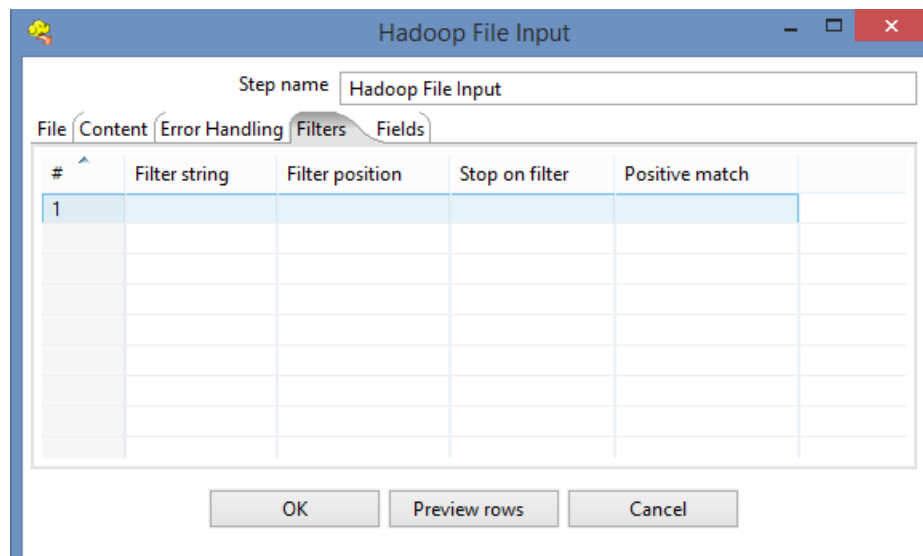 Hadoop File Input
Step name Hadoop File Input
File Content Error Handling Filters Fields
# Filter string Filter position Stop on filter Positive match
1
OK Preview rows Cancel